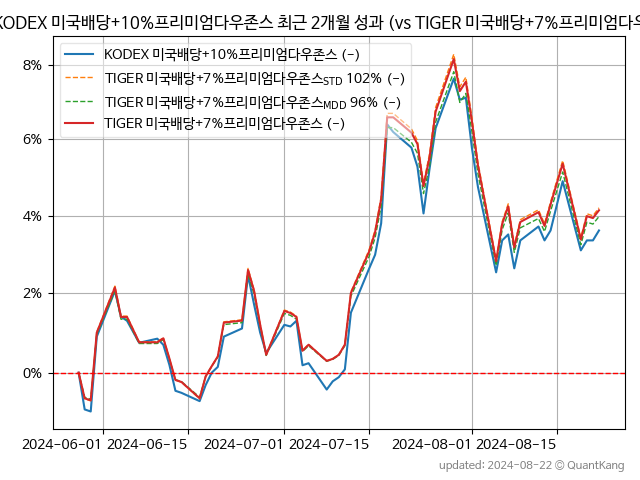 KODEX 미국배당+10%프리미엄다우존스 최근 2개월 성과 (vs TIGER 미국배당+7%프리미엄다우
KODEX 미국배당+10%프리미엄다우존스 (-)
TIGER 미국배당+7%프리미엄다우존스STD 102% (-)
TIGER 미국배당+7%프리미엄다우존스MDD 96% (-)
TIGER 미국배당+7%프리미엄다우존스 (-)
8%
6%
4%
2%
0%
2024-06-01 2024-06-15 2024-07-01 2024-07-15 2024-08-01 2024-08-15
updated: 2024-08-22 © QuantKang